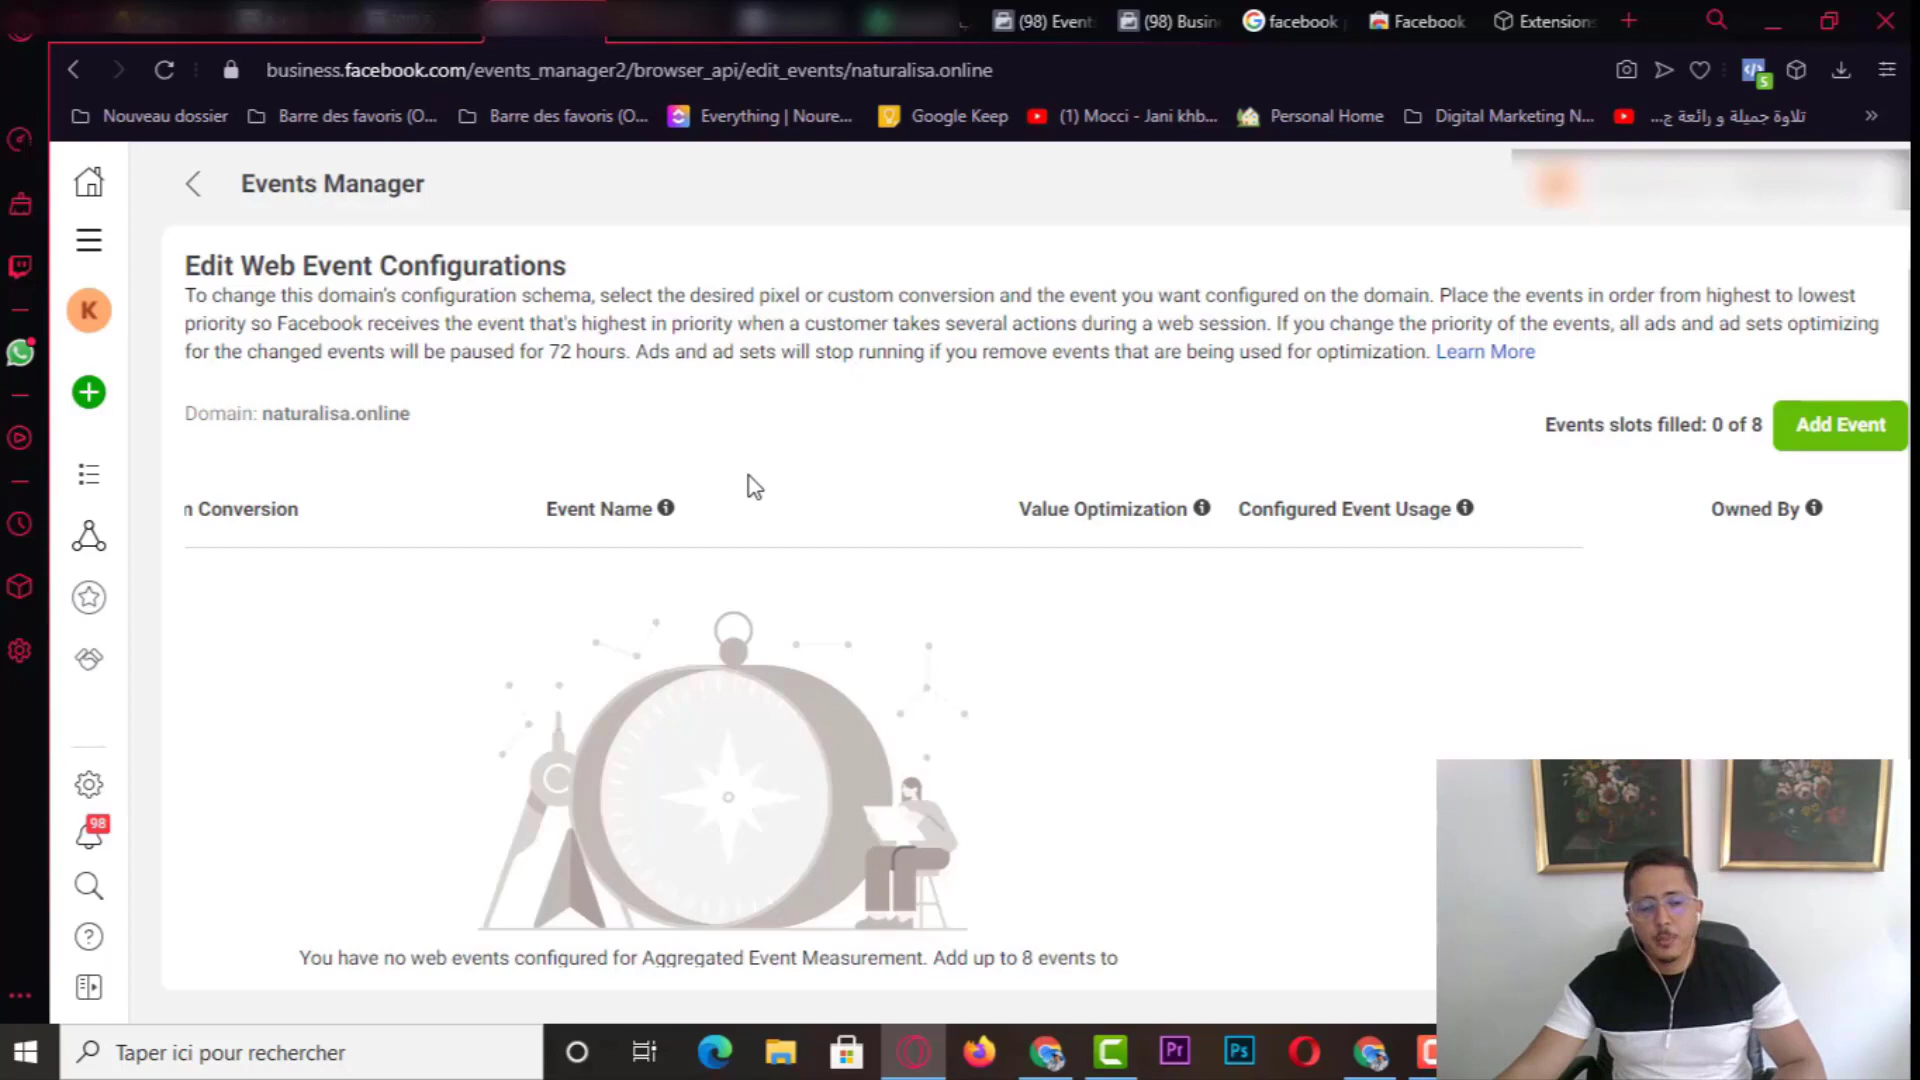 (98) Event
(98) Busin
facebook
Facebook
Extensions
business.facebook.com/events_manager2/browser_api/edit_events/naturalisa.online
S
Nouveau dossier
Barre des favoris (O...
Barre des favoris (O...
Everything | Noure...
Google Keep
(1) Mocci - Jani khb...
Personal Home
Digital Marketing N...
تلاوة جميلة و رائعة ج...
Events Manager
K
Edit Web Event Configurations
To change this domain's configuration schema, select the desired pixel or custom conversion and the event you want configured on the domain. Place the events in order from highest to lowest
priority so Facebook receives the event that's highest in priority when a customer takes several actions during a web session. If you change the priority of the events, all ads and ad sets optimizing
for the changed events will be paused for 72 hours. Ads and ad sets will stop running if you remove events that are being used for optimization. Learn More
Domain: naturalisa.online
Events slots filled: 0 of 8
Add Event
n Conversion
Event Name
Value Optimization
Configured Event Usage
Owned By
98
You have no web events configured for Aggregated Event Measurement. Add up to 8 events to
Taper ici pour rechercher
Pr
Ps